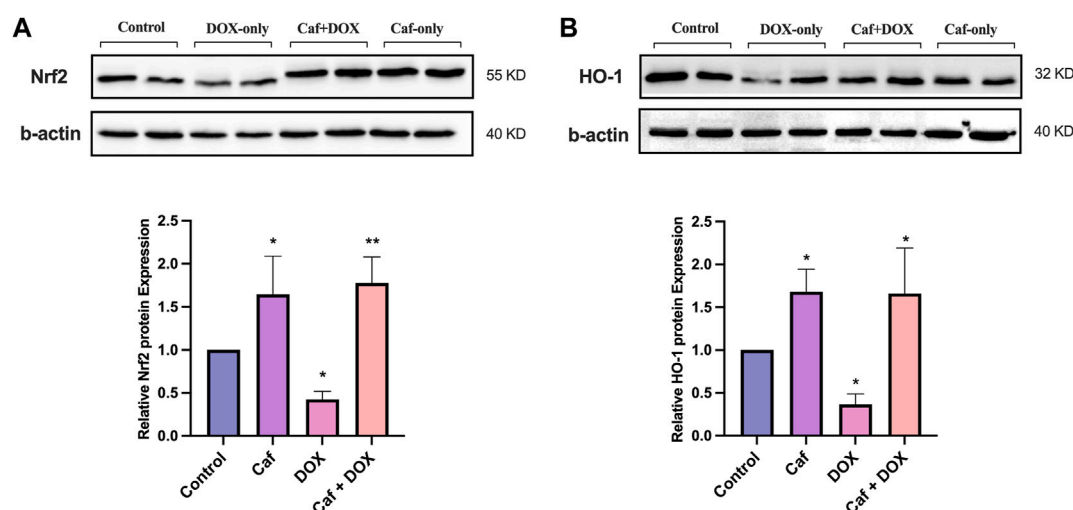 A
Control DOX-only Caf+DOX Caf-only
Nrf2 55 KD
b-actin 40 KD
Relative Nrf2 protein Expression
2.5
2.0
1.5
1.0
0.5
0.0
* * **
Control Caf DOX Caf + DOX
B
Control DOX-only Caf+DOX Caf-only
HO-1 32 KD
b-actin 40 KD
Relative HO-1 protein Expression
2.5
2.0
1.5
1.0
0.5
0.0
* * *
Control Caf DOX Caf + DOX